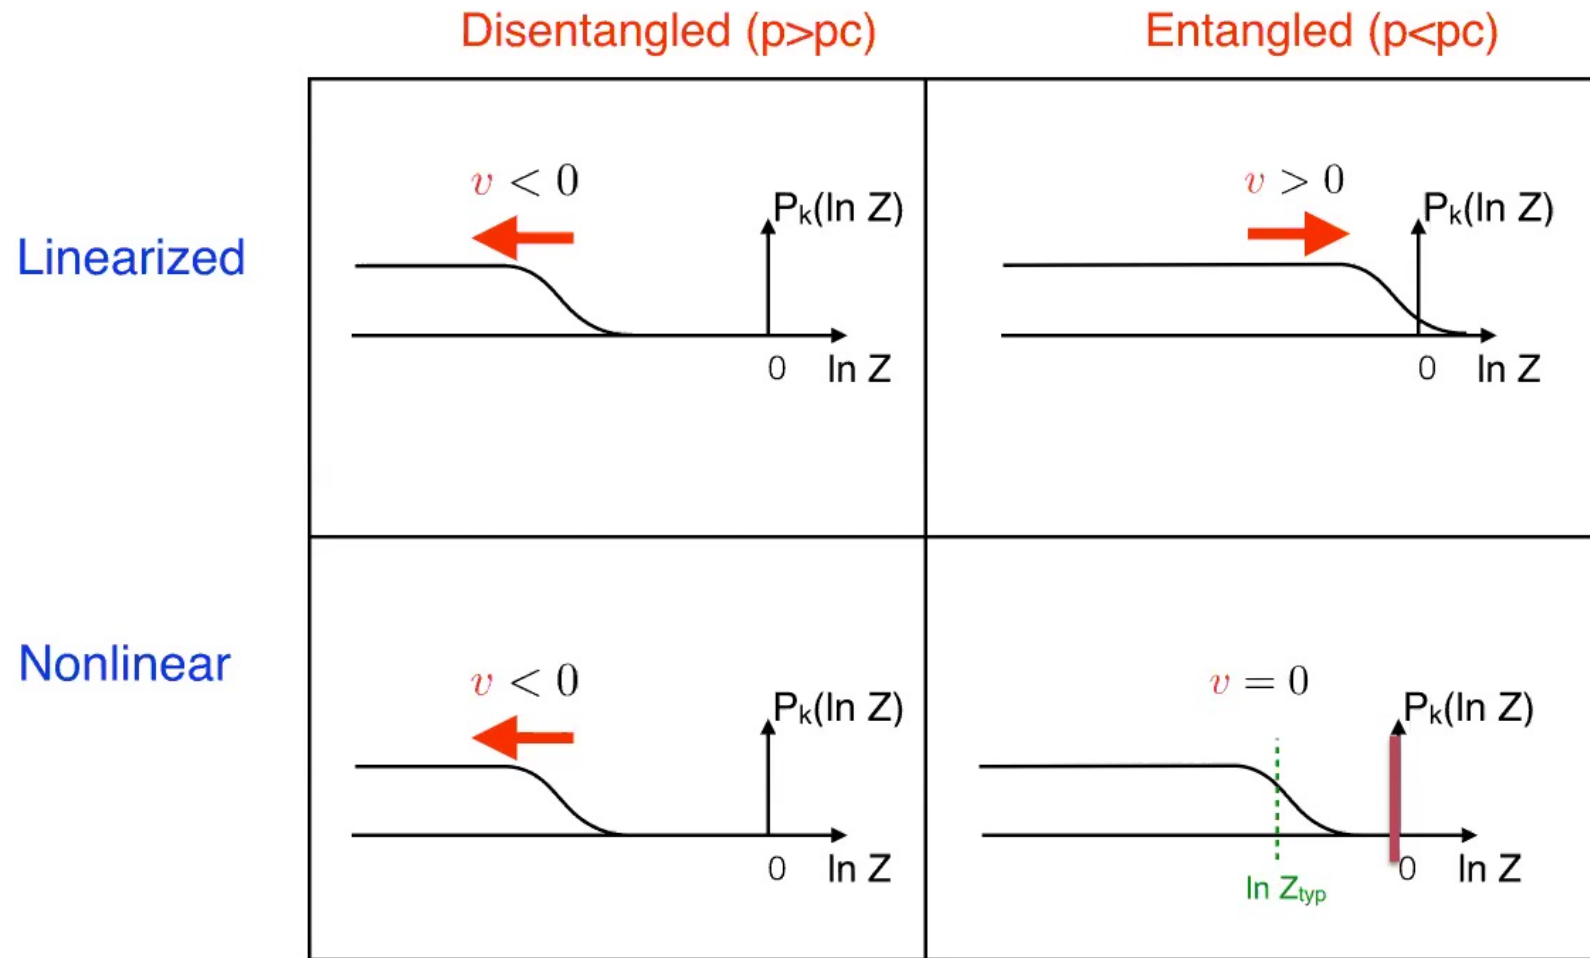 Disentangled (p>pc)
Entangled (p<pc)
Linearized
v < 0
Pk(ln Z)
0
ln Z
v > 0
Pk(ln Z)
0
ln Z
Nonlinear
v < 0
Pk(ln Z)
0
ln Z
v = 0
Pk(ln Z)
0
ln Z
ln Ztyp